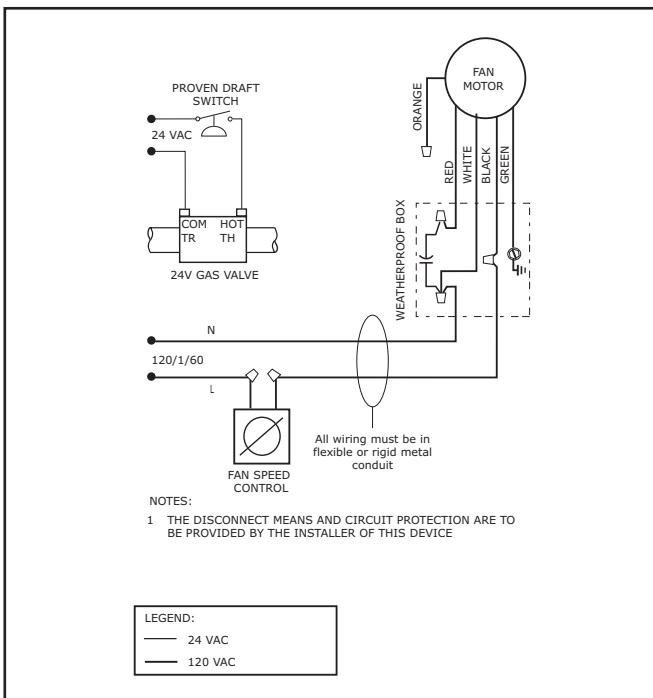 FAN
MOTOR
PROVEN DRAFT
SWITCH
ORANGE
24 VAC
RED
WHITE
BLACK
GREEN
WEATHERPROOF BOX
COM HOT
TR TH
24V GAS VALVE
N
120/1/60
L
All wiring must be in
flexible or rigid metal
conduit
FAN SPEED
CONTROL
NOTES:
1 THE DISCONNECT MEANS AND CIRCUIT PROTECTION ARE TO
BE PROVIDED BY THE INSTALLER OF THIS DEVICE
LEGEND:
24 VAC
120 VAC